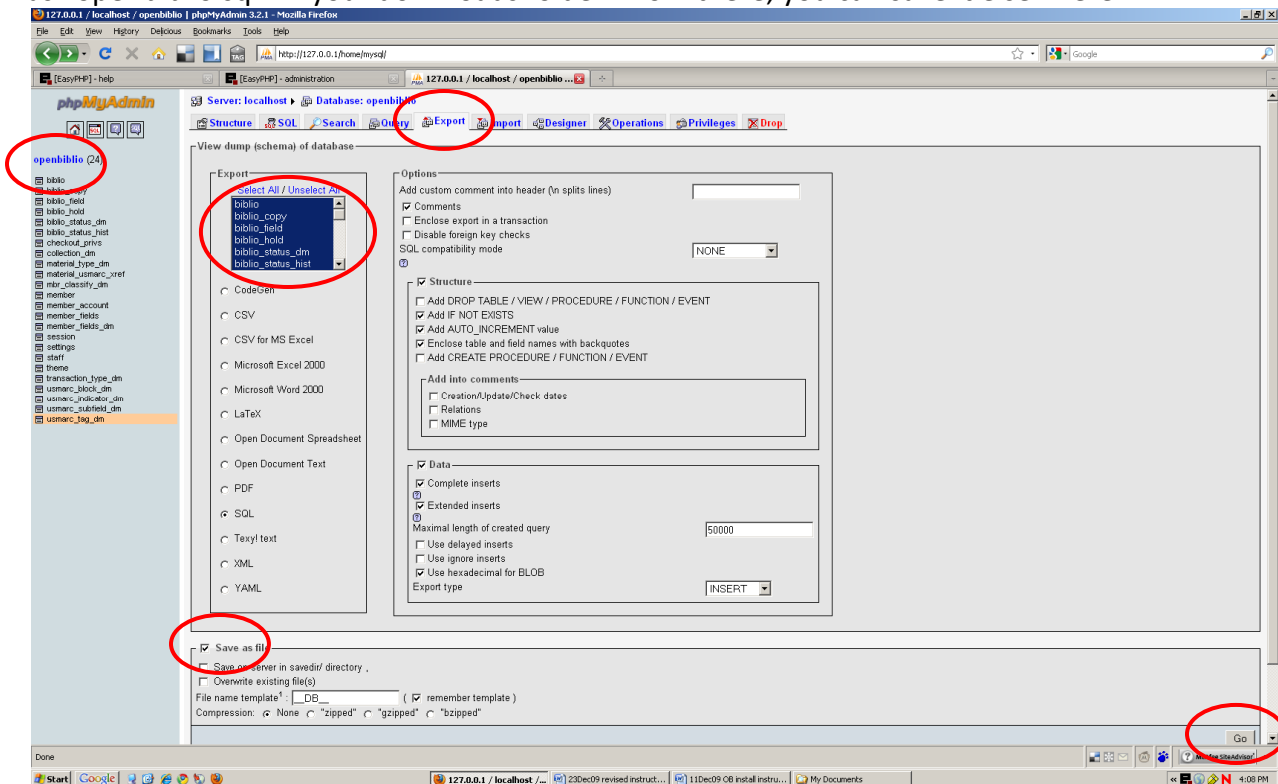 127.0.0.1 / localhost / openbiblio | phpMyAdmin 3.2.1 - Mozilla Firefox
File Edit View History Delicious Bookmarks Tools Help
http://127.0.0.1/home/mysql/
Google
[EasyPHP] - help
[EasyPHP] - administration
127.0.0.1 / localhost / openbiblio ...
phpMyAdmin
Server: localhost Database: openbiblio
Structure SQL Search Query Export Import Designer Operations Privileges Drop
openbiblio (24)
biblio
biblio_copy
biblio_field
biblio_hold
biblio_status_dm
biblio_status_hist
checkout_privs
collection_dm
material_type_dm
material_usmarc_xref
mbr_classify_dm
member
member_account
member_fields
member_fields_dm
session
settings
staff
theme
transaction_type_dm
usmarc_block_dm
usmarc_indicator_dm
usmarc_subfield_dm
usmarc_tag_dm
View dump (schema) of database
Export
Select All / Unselect All
biblio
biblio_copy
biblio_field
biblio_hold
biblio_status_dm
biblio_status_hist
CodeGen
CSV
CSV for MS Excel
Microsoft Excel 2000
Microsoft Word 2000
LaTeX
Open Document Spreadsheet
Open Document Text
PDF
SQL
Texy! text
XML
YAML
Options
Add custom comment into header (\n splits lines)
Comments
Enclose export in a transaction
Disable foreign key checks
SQL compatibility mode NONE
Structure
Add DROP TABLE / VIEW / PROCEDURE / FUNCTION / EVENT
Add IF NOT EXISTS
Add AUTO_INCREMENT value
Enclose table and field names with backquotes
Add CREATE PROCEDURE / FUNCTION / EVENT
Add into comments
Creation/Update/Check dates
Relations
MIME type
Data
Complete inserts
Extended inserts
Maximal length of created query 50000
Use delayed inserts
Use ignore inserts
Use hexadecimal for BLOB
Export type INSERT
Save as file
Save on server in savedir/ directory ,
Overwrite existing file(s)
File name template1 : __DB__ ( remember template )
Compression: None "zipped" "gzipped" "bzipped"
Go
Done
McAfee SiteAdvisor
Start Google 127.0.0.1 / localhost /... 23Dec09 revised instruct... 11Dec09 OB install instru... My Documents 4:08 PM